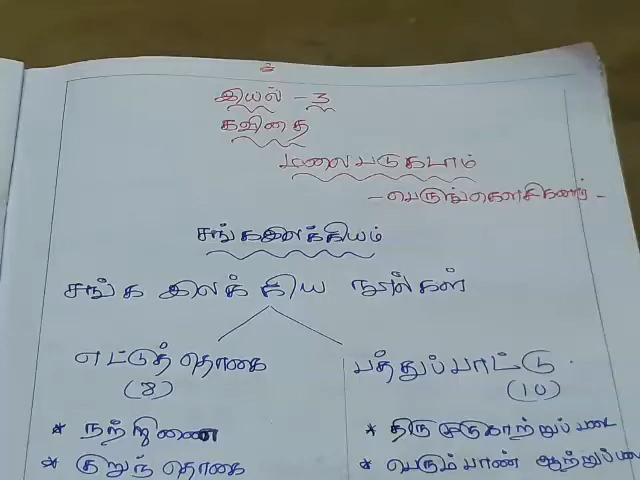 இயல் - 3
கவிதை
மலைபடுகடாம்
- பெருங்கௌசிகனார் -
சங்கஇலக்கியம்
சங்க இலக்கிய நூல்கள்
எட்டுத்தொகை பத்துப்பாட்டு
(8) (10)
* நற்றிணை * திருமுருகாற்றுப்படை
* குறுந்தொகை * பெரும்பாண் ஆற்றுப்படை